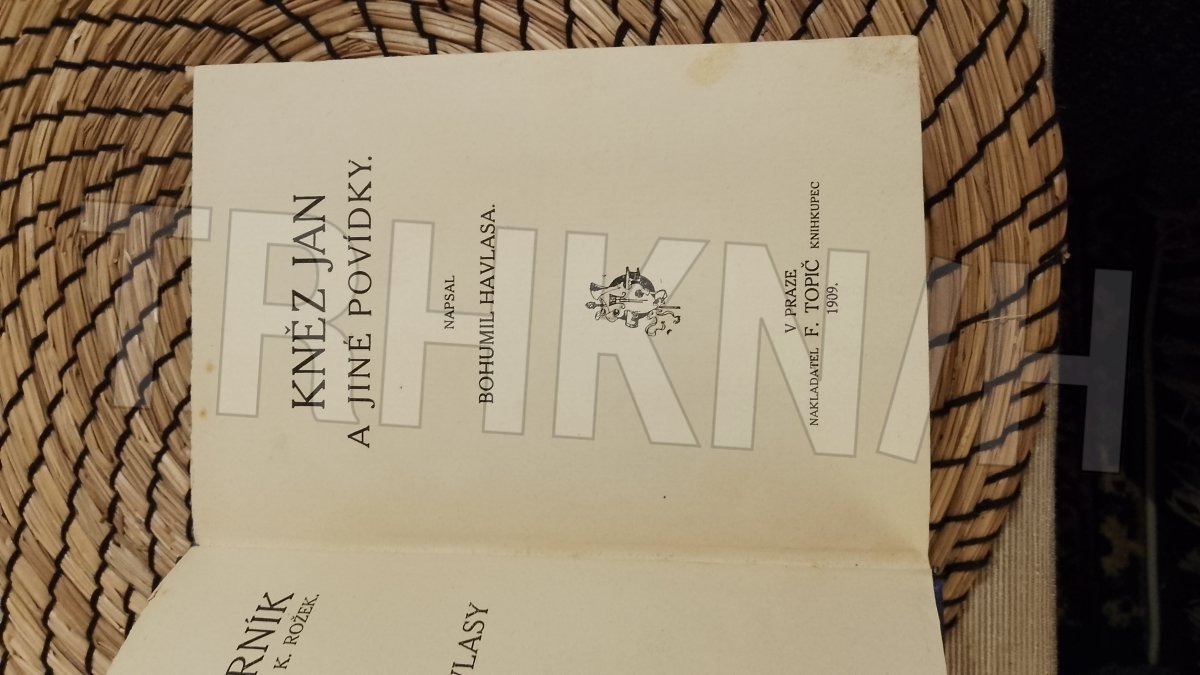 KNĚZ JAN
A JINÉ POVÍDKY.
NAPSAL
BOHUMIL HAVLASA.
V PRAZE
NAKLADATEL F. TOPIČ KNIHKUPEC
1909.
RNÍK
K. ROŽEK.
VLASY
TRHKNIH